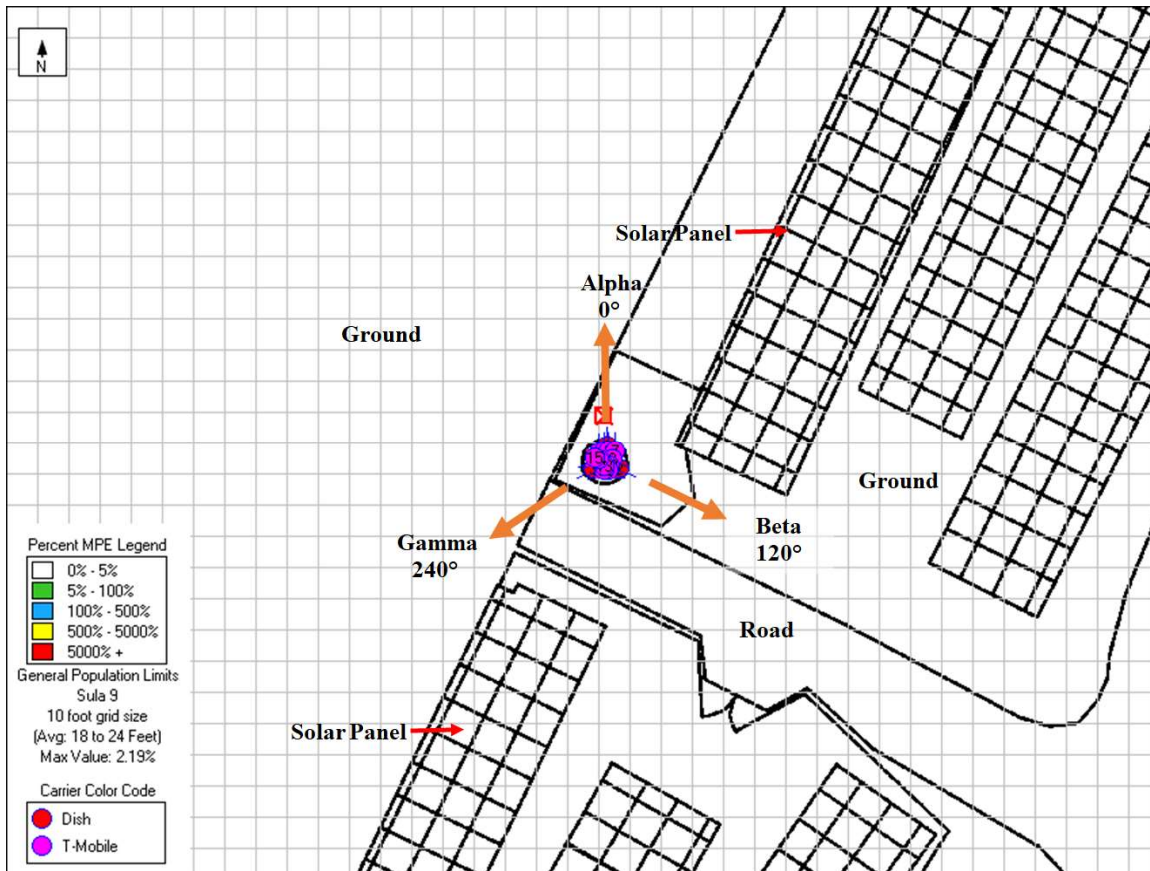 N
Solar Panel
Alpha
0°
Ground
Ground
Gamma
240°
Beta
120°
Road
Solar Panel
Percent MPE Legend
0% - 5%
5% - 100%
100% - 500%
500% - 5000%
5000% +
General Population Limits
Sula 9
10 foot grid size
(Avg: 18 to 24 Feet)
Max Value: 2.19%
Carrier Color Code
Dish
T-Mobile